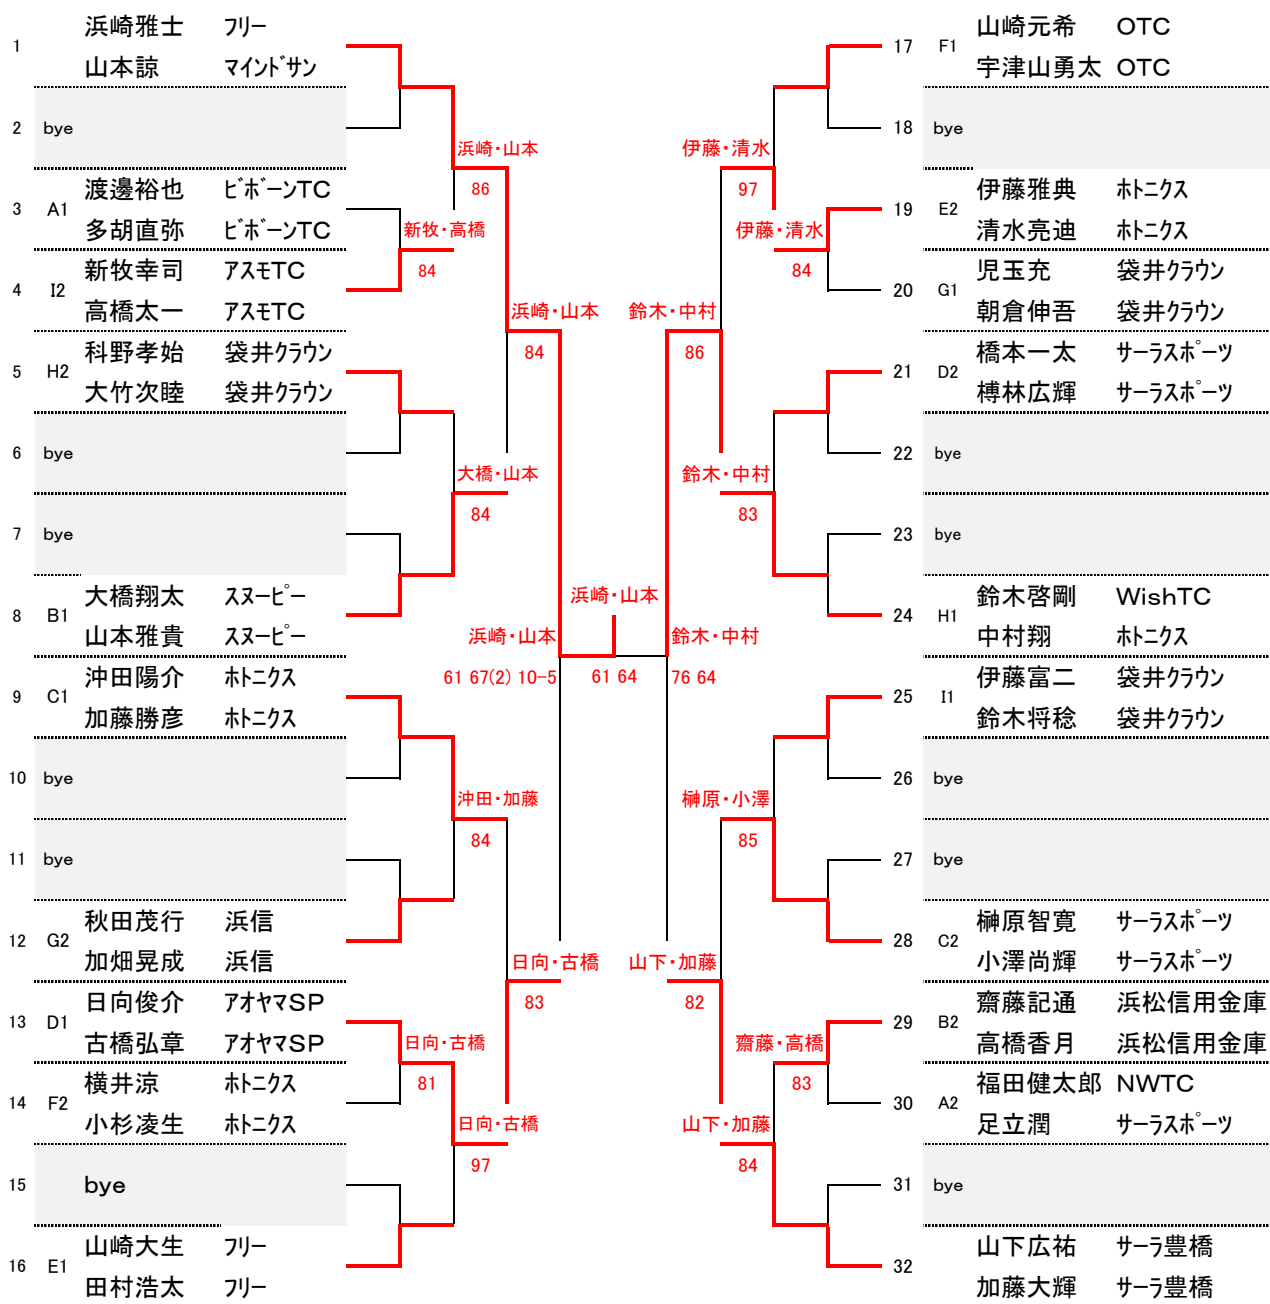 浜崎雅士 フリー
1
山本諒 マインドサン
2 bye
渡邊裕也 ビボーンTC
3 A1
多胡直弥 ビボーンTC
新牧幸司 アスモTC
4 I2
高橋太一 アスモTC
科野孝始 袋井クラウン
5 H2
大竹次睦 袋井クラウン
6 bye
7 bye
大橋翔太 スヌーピー
8 B1
山本雅貴 スヌーピー
沖田陽介 ホトニクス
9 C1
加藤勝彦 ホトニクス
10 bye
11 bye
秋田茂行 浜信
12 G2
加畑晃成 浜信
日向俊介 アオヤマSP
13 D1
古橋弘章 アオヤマSP
横井涼 ホトニクス
14 F2
小杉凌生 ホトニクス
15 bye
山崎大生 フリー
16 E1
田村浩太 フリー
新牧・高橋
84
日向・古橋
81
浜崎・山本
86
大橋・山本
84
沖田・加藤
84
日向・古橋
97
浜崎・山本
84
日向・古橋
83
浜崎・山本
61 67(2) 10-5
浜崎・山本
61 64
鈴木・中村
76 64
鈴木・中村
86
山下・加藤
82
伊藤・清水
97
鈴木・中村
83
榊原・小澤
85
山下・加藤
84
伊藤・清水
84
齋藤・高橋
83
山崎元希 OTC
17 F1
宇津山勇太 OTC
18 bye
伊藤雅典 ホトニクス
19 E2
清水亮迪 ホトニクス
児玉充 袋井クラウン
20 G1
朝倉伸吾 袋井クラウン
橋本一太 サーラスポーツ
21 D2
榑林広輝 サーラスポーツ
22 bye
23 bye
鈴木啓剛 WishTC
24 H1
中村翔 ホトニクス
伊藤富二 袋井クラウン
25 I1
鈴木将稔 袋井クラウン
26 bye
27 bye
榊原智寛 サーラスポーツ
28 C2
小澤尚輝 サーラスポーツ
齋藤記通 浜松信用金庫
29 B2
高橋香月 浜松信用金庫
福田健太郎 NWTC
30 A2
足立潤 サーラスポーツ
31 bye
山下広祐 サーラ豊橋
32
加藤大輝 サーラ豊橋